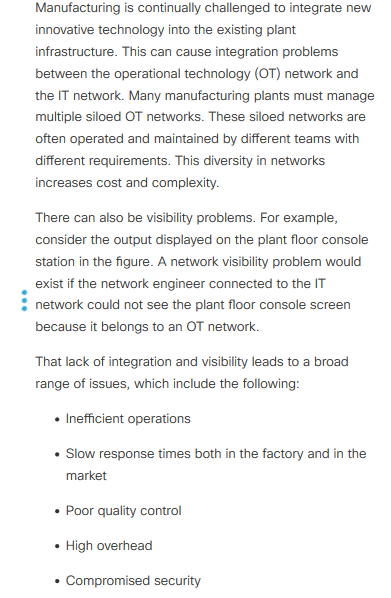 Manufacturing is continually challenged to integrate new
innovative technology into the existing plant
infrastructure. This can cause integration problems
between the operational technology (OT) network and
the IT network. Many manufacturing plants must manage
multiple siloed OT networks. These siloed networks are
often operated and maintained by different teams with
different requirements. This diversity in networks
increases cost and complexity.
There can also be visibility problems. For example,
consider the output displayed on the plant floor console
station in the figure. A network visibility problem would
exist if the network engineer connected to the IT
network could not see the plant floor console screen
because it belongs to an OT network.
That lack of integration and visibility leads to a broad
range of issues, which include the following:
• Inefficient operations
• Slow response times both in the factory and in the
market
• Poor quality control
• High overhead
• Compromised security